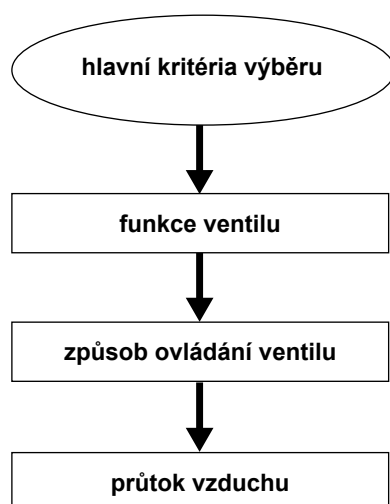 hlavní kritéria výběru
funkce ventilu
způsob ovládání ventilu
průtok vzduchu